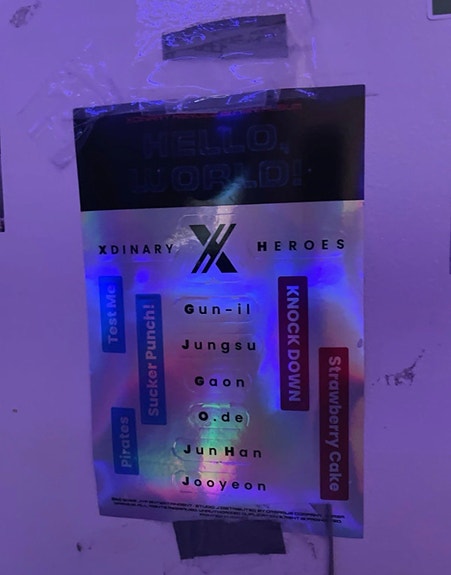 HELLO,
WORLD!
XDINARY HEROES
Test Me
Sucker Punch!
Pirates
Gun-il
Jungsu
Gaon
O.de
Jun Han
Jooyeon
KNOCK DOWN
Strawberry Cake